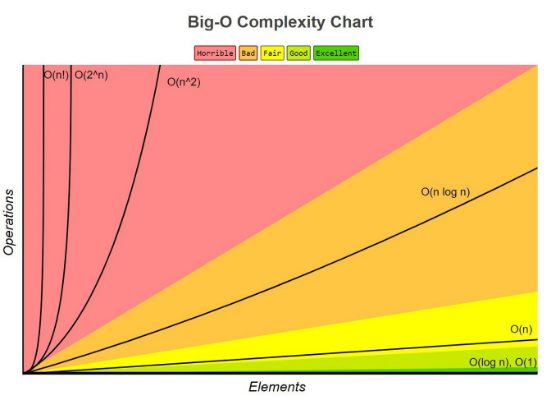 Big-O Complexity Chart
Horrible Bad Fair Good Excellent
O(n!) O(2^n) O(n^2)
O(n log n)
O(n)
O(log n), O(1)
Operations
Elements